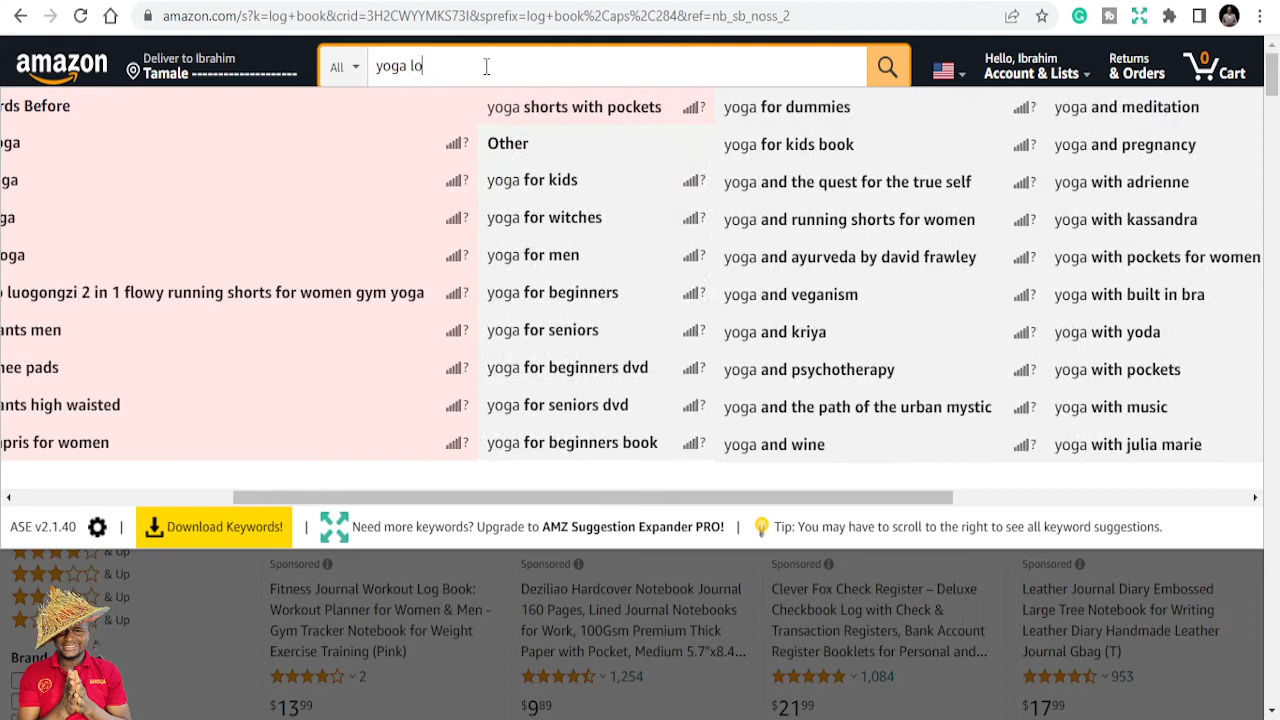 amazon.com/s?k=log+book&crid=3H2CWYYMKS73I&sprefix=log+book%2Caps%2C284&ref=nb_sb_noss_2
amazon
Deliver to Ibrahim
Tamale ------------------
All
yoga lo
Hello, Ibrahim
Account & Lists
Returns
& Orders
0
Cart
rds Before
oga
ga
ga
oga
luogongzi 2 in 1 flowy running shorts for women gym yoga
ants men
nee pads
ants high waisted
apris for women
yoga shorts with pockets
Other
yoga for kids
yoga for witches
yoga for men
yoga for beginners
yoga for seniors
yoga for beginners dvd
yoga for seniors dvd
yoga for beginners book
yoga for dummies
yoga for kids book
yoga and the quest for the true self
yoga and running shorts for women
yoga and ayurveda by david frawley
yoga and veganism
yoga and kriya
yoga and psychotherapy
yoga and the path of the urban mystic
yoga and wine
yoga and meditation
yoga and pregnancy
yoga with adrienne
yoga with kassandra
yoga with pockets for women
yoga with built in bra
yoga with yoda
yoga with pockets
yoga with music
yoga with julia marie
ASE v2.1.40 | Download Keywords! | Need more keywords? Upgrade to AMZ Suggestion Expander PRO! | Tip: You may have to scroll to the right to see all keyword suggestions.
& Up
& Up
& Up
& Up
Brand
Sponsored
Fitness Journal Workout Log Book:
Workout Planner for Women & Men -
Gym Tracker Notebook for Weight
Exercise Training (Pink)
2
$1399
Sponsored
Deziliao Hardcover Notebook Journal
160 Pages, Lined Journal Notebooks
for Work, 100Gsm Premium Thick
Paper with Pocket, Medium 5.7"x8.4...
1,254
$989
Sponsored
Clever Fox Check Register – Deluxe
Checkbook Log with Check &
Transaction Registers, Bank Account
Register Booklets for Personal and...
1,084
$2199
Sponsored
Leather Journal Diary Embossed
Large Tree Notebook for Writing
Leather Diary Handmade Leather
Journal Gbag (T)
953
$1799